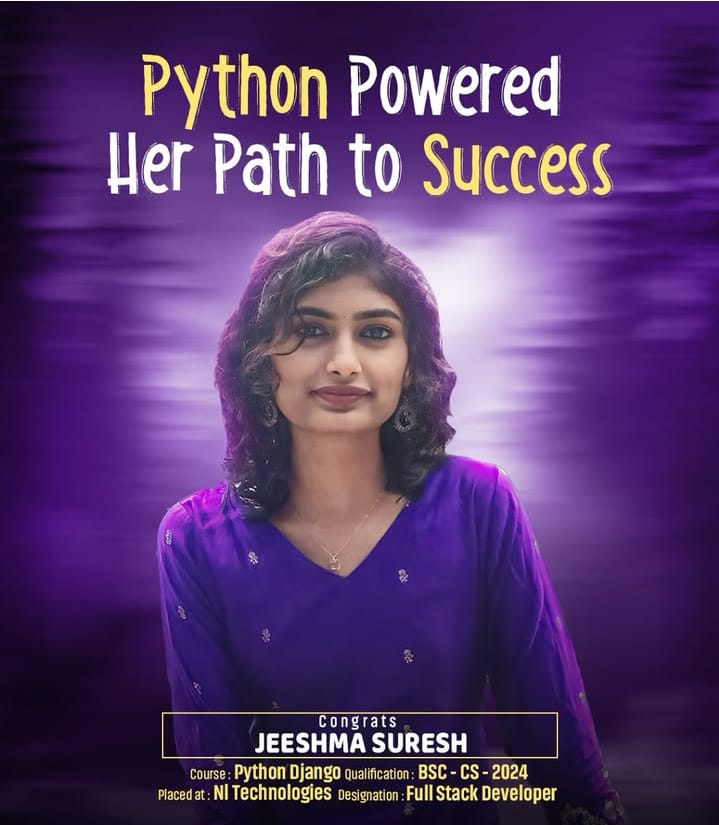 Python Powered
Her Path to Success
Congrats
JEESHMA SURESH
Course : Python Django Qualification : BSC - CS - 2024
Placed at : NI Technologies Designation : Full Stack Developer